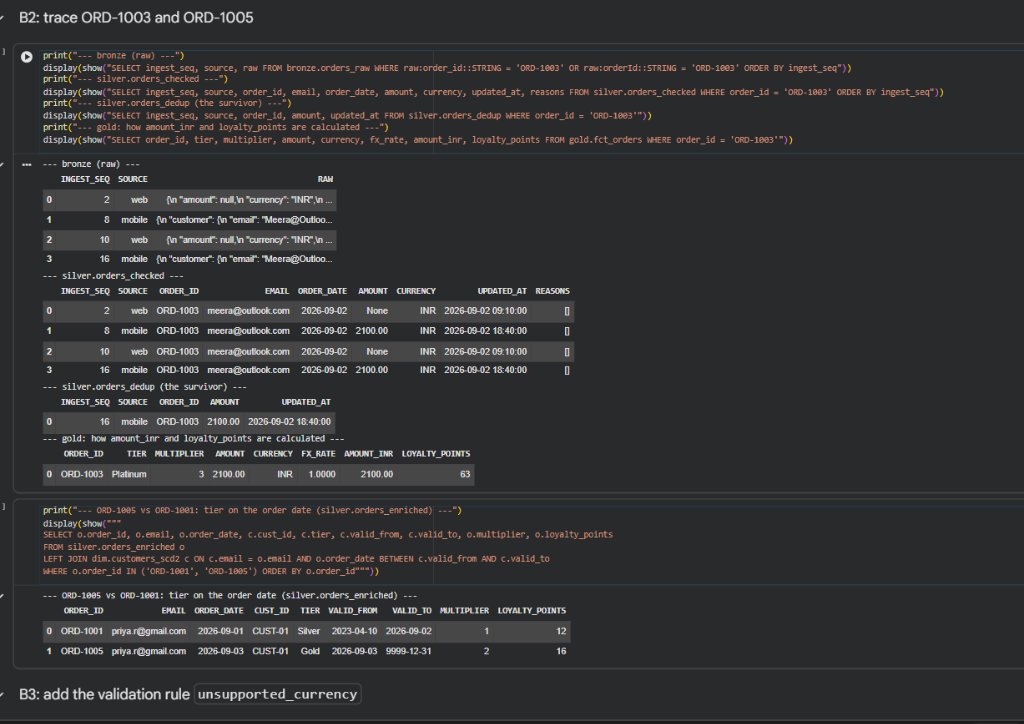 B2: trace ORD-1003 and ORD-1005
print("--- bronze (raw) ---")
display(show("SELECT ingest_seq, source, raw FROM bronze.orders_raw WHERE raw:order_id::STRING = 'ORD-1003' OR raw:orderId::STRING = 'ORD-1003' ORDER BY ingest_seq"))
print("--- silver.orders_checked ---")
display(show("SELECT ingest_seq, source, order_id, email, order_date, amount, currency, updated_at, reasons FROM silver.orders_checked WHERE order_id = 'ORD-1003' ORDER BY ingest_seq"))
print("--- silver.orders_dedup (the survivor) ---")
display(show("SELECT ingest_seq, source, order_id, amount, updated_at FROM silver.orders_dedup WHERE order_id = 'ORD-1003'"))
print("--- gold: how amount_inr and loyalty_points are calculated ---")
display(show("SELECT order_id, tier, multiplier, amount, currency, fx_rate, amount_inr, loyalty_points FROM gold.fct_orders WHERE order_id = 'ORD-1003'"))
--- bronze (raw) ---
INGEST_SEQ SOURCE RAW
0 2 web {\n "amount": null,\n "currency": "INR",\n ...
1 8 mobile {\n "customer": {\n "email": "Meera@Outloo...
2 10 web {\n "amount": null,\n "currency": "INR",\n ...
3 16 mobile {\n "customer": {\n "email": "Meera@Outloo...
--- silver.orders_checked ---
INGEST_SEQ SOURCE ORDER_ID EMAIL ORDER_DATE AMOUNT CURRENCY UPDATED_AT REASONS
0 2 web ORD-1003 meera@outlook.com 2026-09-02 None INR 2026-09-02 09:10:00 []
1 8 mobile ORD-1003 meera@outlook.com 2026-09-02 2100.00 INR 2026-09-02 18:40:00 []
2 10 web ORD-1003 meera@outlook.com 2026-09-02 None INR 2026-09-02 09:10:00 []
3 16 mobile ORD-1003 meera@outlook.com 2026-09-02 2100.00 INR 2026-09-02 18:40:00 []
--- silver.orders_dedup (the survivor) ---
INGEST_SEQ SOURCE ORDER_ID AMOUNT UPDATED_AT
0 16 mobile ORD-1003 2100.00 2026-09-02 18:40:00
--- gold: how amount_inr and loyalty_points are calculated ---
ORDER_ID TIER MULTIPLIER AMOUNT CURRENCY FX_RATE AMOUNT_INR LOYALTY_POINTS
0 ORD-1003 Platinum 3 2100.00 INR 1.0000 2100.00 63
print("--- ORD-1005 vs ORD-1001: tier on the order date (silver.orders_enriched) ---")
display(show("""
SELECT o.order_id, o.email, o.order_date, c.cust_id, c.tier, c.valid_from, c.valid_to, o.multiplier, o.loyalty_points
FROM silver.orders_enriched o
LEFT JOIN dim.customers_scd2 c ON c.email = o.email AND o.order_date BETWEEN c.valid_from AND c.valid_to
WHERE o.order_id IN ('ORD-1001', 'ORD-1005') ORDER BY o.order_id"""))
--- ORD-1005 vs ORD-1001: tier on the order date (silver.orders_enriched) ---
ORDER_ID EMAIL ORDER_DATE CUST_ID TIER VALID_FROM VALID_TO MULTIPLIER LOYALTY_POINTS
0 ORD-1001 priya.r@gmail.com 2026-09-01 CUST-01 Silver 2023-04-10 2026-09-02 1 12
1 ORD-1005 priya.r@gmail.com 2026-09-03 CUST-01 Gold 2026-09-03 9999-12-31 2 16
B3: add the validation rule unsupported_currency